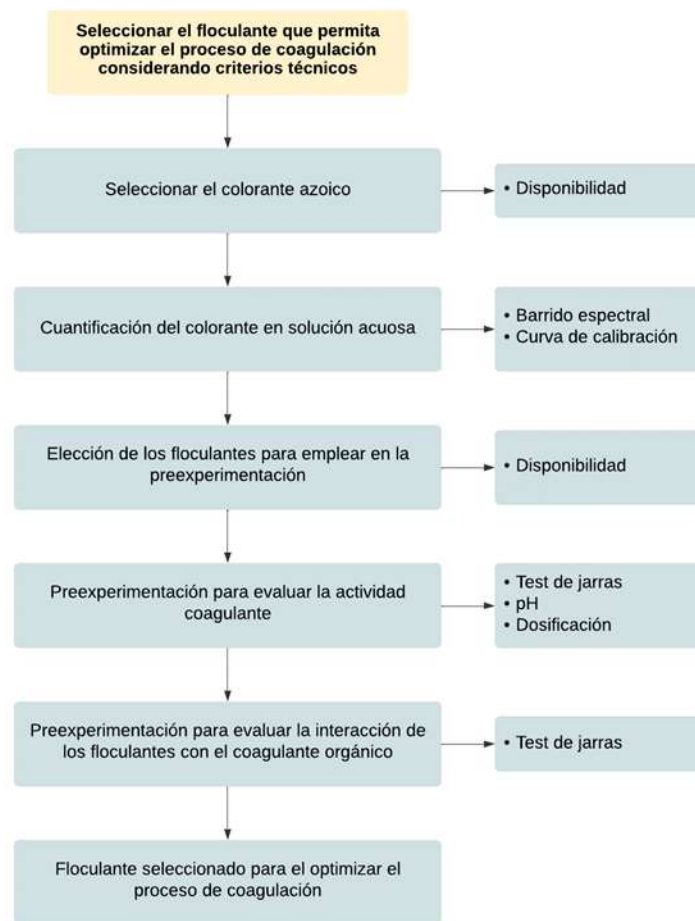 Seleccionar el floculante que permita
optimizar el proceso de coagulación
considerando criterios técnicos
Seleccionar el colorante azoico
• Disponibilidad
Cuantificación del colorante en solución acuosa
• Barrido espectral
• Curva de calibración
Elección de los floculantes para emplear en la
preexperimentación
• Disponibilidad
Preexperimentación para evaluar la actividad
coagulante
• Test de jarras
• pH
• Dosificación
Preexperimentación para evaluar la interacción de
los floculantes con el coagulante orgánico
• Test de jarras
Floculante seleccionado para el optimizar el
proceso de coagulación